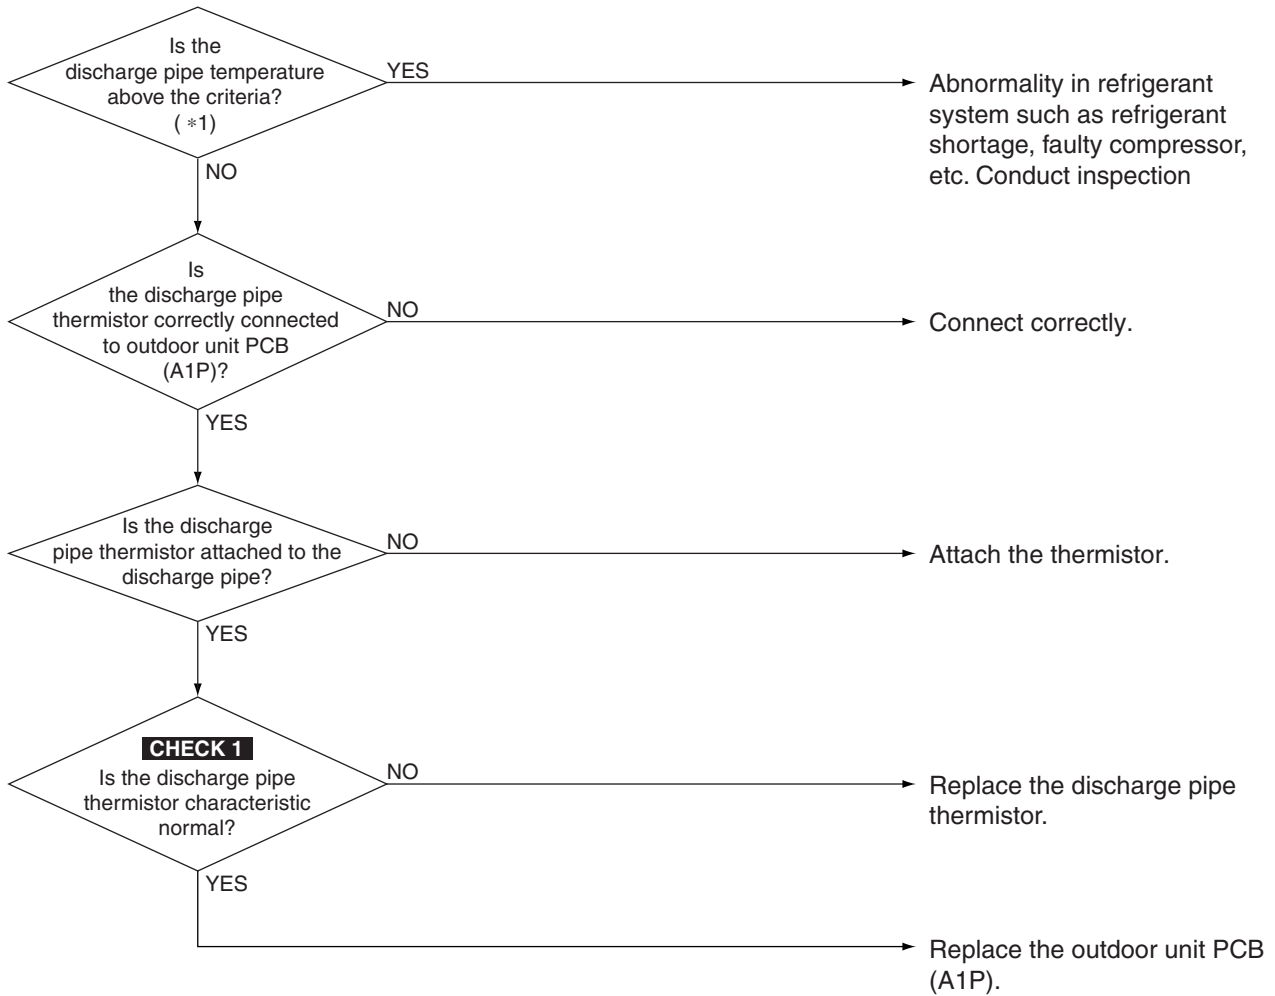 Is the
discharge pipe temperature
above the criteria?
( *1)
YES
Abnormality in refrigerant
system such as refrigerant
shortage, faulty compressor,
etc. Conduct inspection
NO
Is
the discharge pipe
thermistor correctly connected
to outdoor unit PCB
(A1P)?
NO
Connect correctly.
YES
Is the discharge
pipe thermistor attached to the
discharge pipe?
NO
Attach the thermistor.
YES
CHECK 1
Is the discharge pipe
thermistor characteristic
normal?
NO
Replace the discharge pipe
thermistor.
YES
Replace the outdoor unit PCB
(A1P).